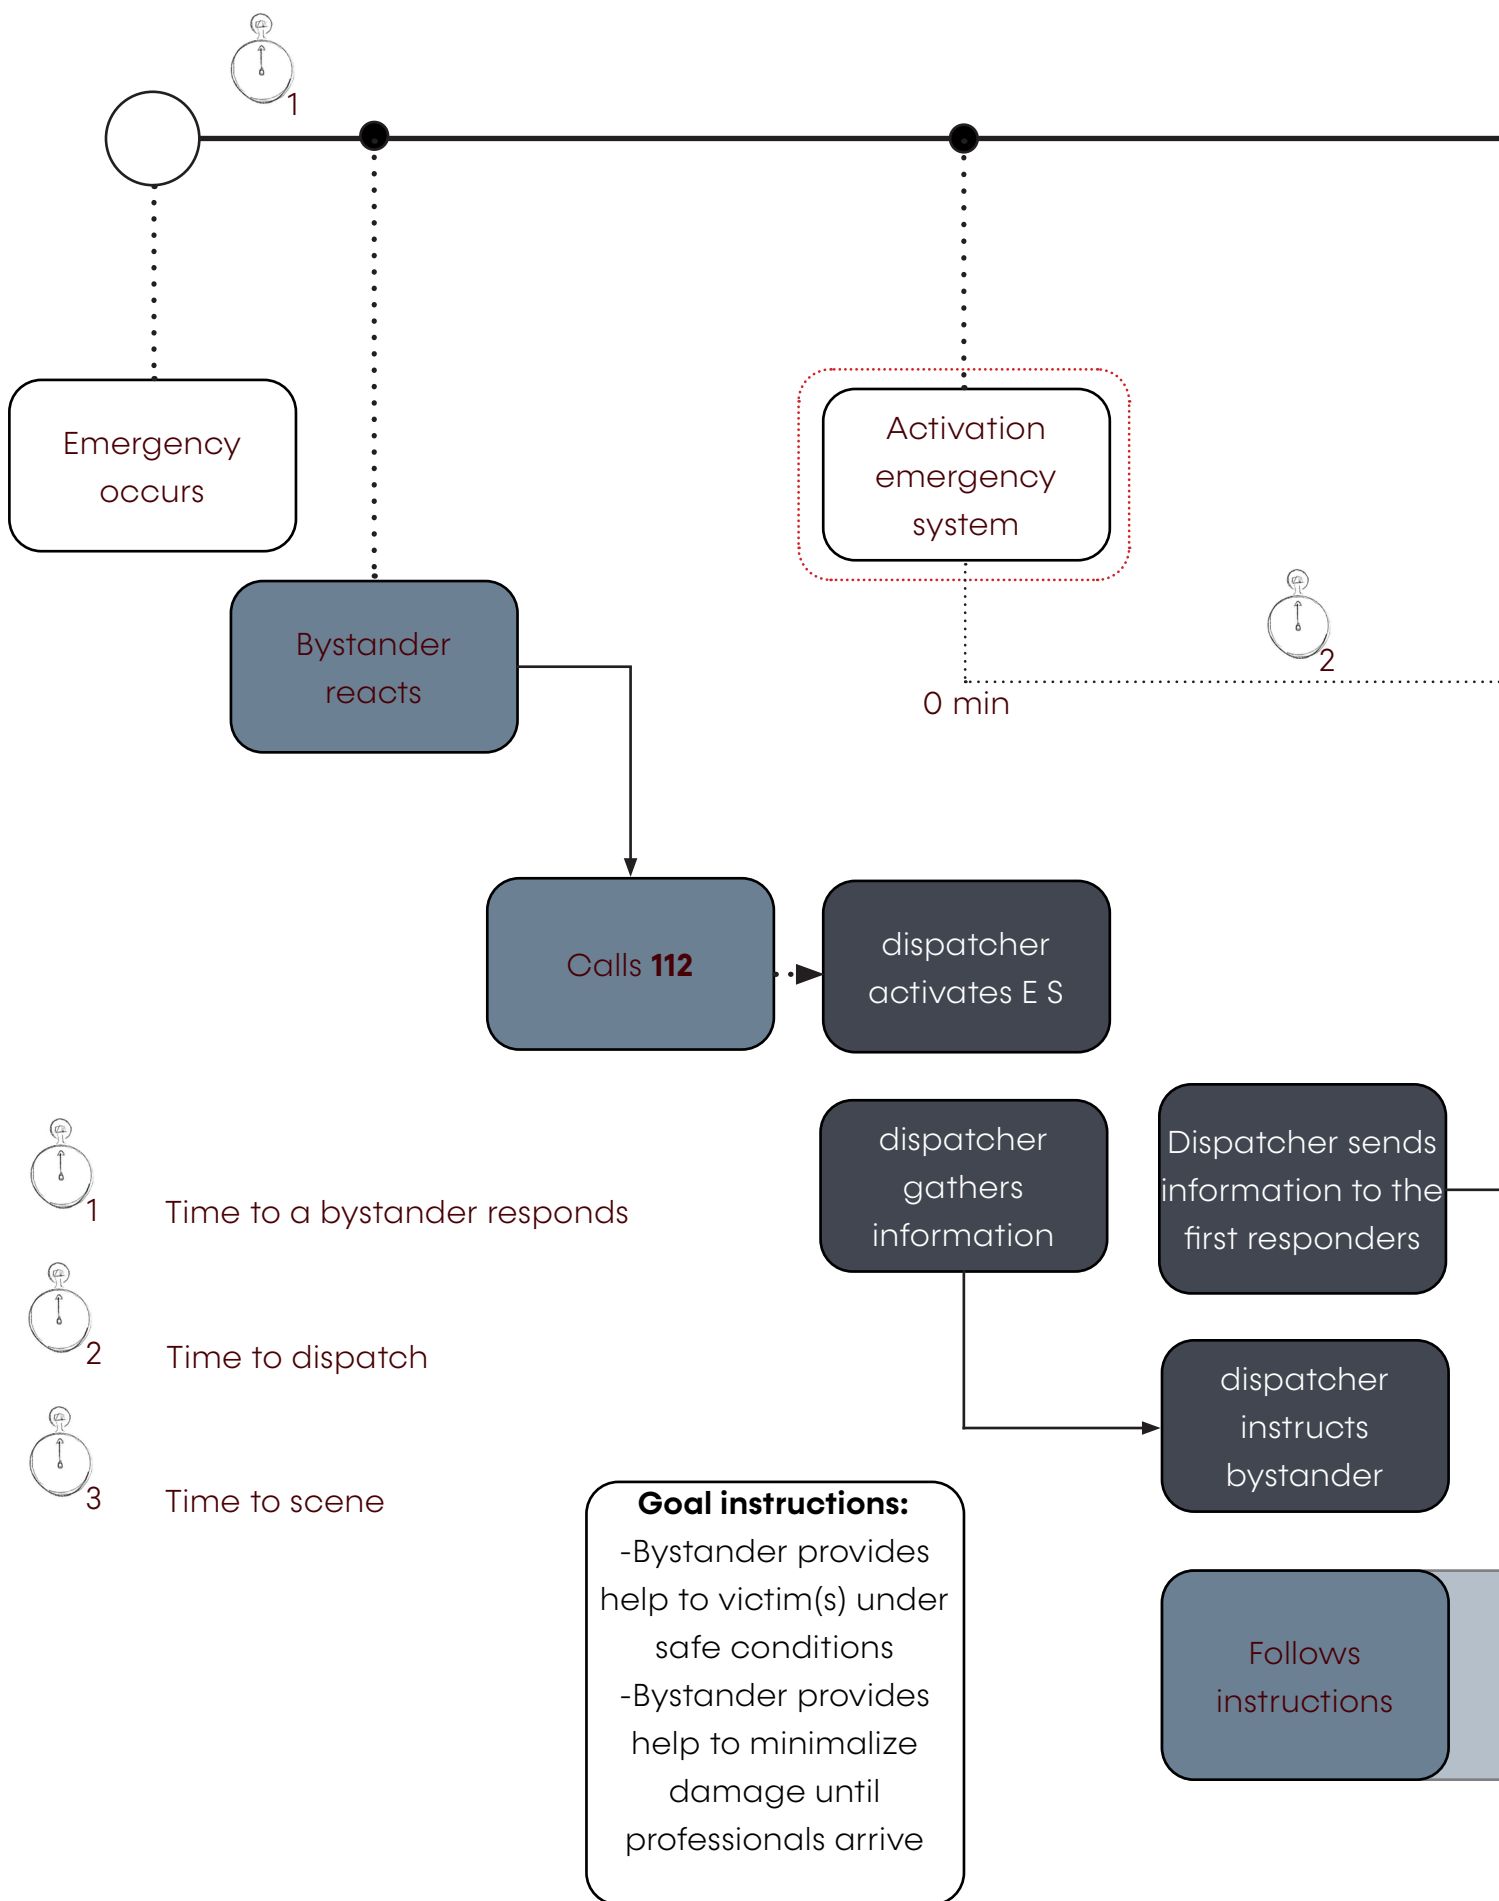 1
Emergency
occurs
Activation
emergency
system
Bystander
reacts
2
0 min
Calls 112
dispatcher
activates E S
dispatcher
gathers
information
Dispatcher sends
information to the
first responders
1
Time to a bystander responds
2
Time to dispatch
3
Time to scene
dispatcher
instructs
bystander
Goal instructions:
-Bystander provides
help to victim(s) under
safe conditions
-Bystander provides
help to minimalize
damage until
professionals arrive
Follows
instructions